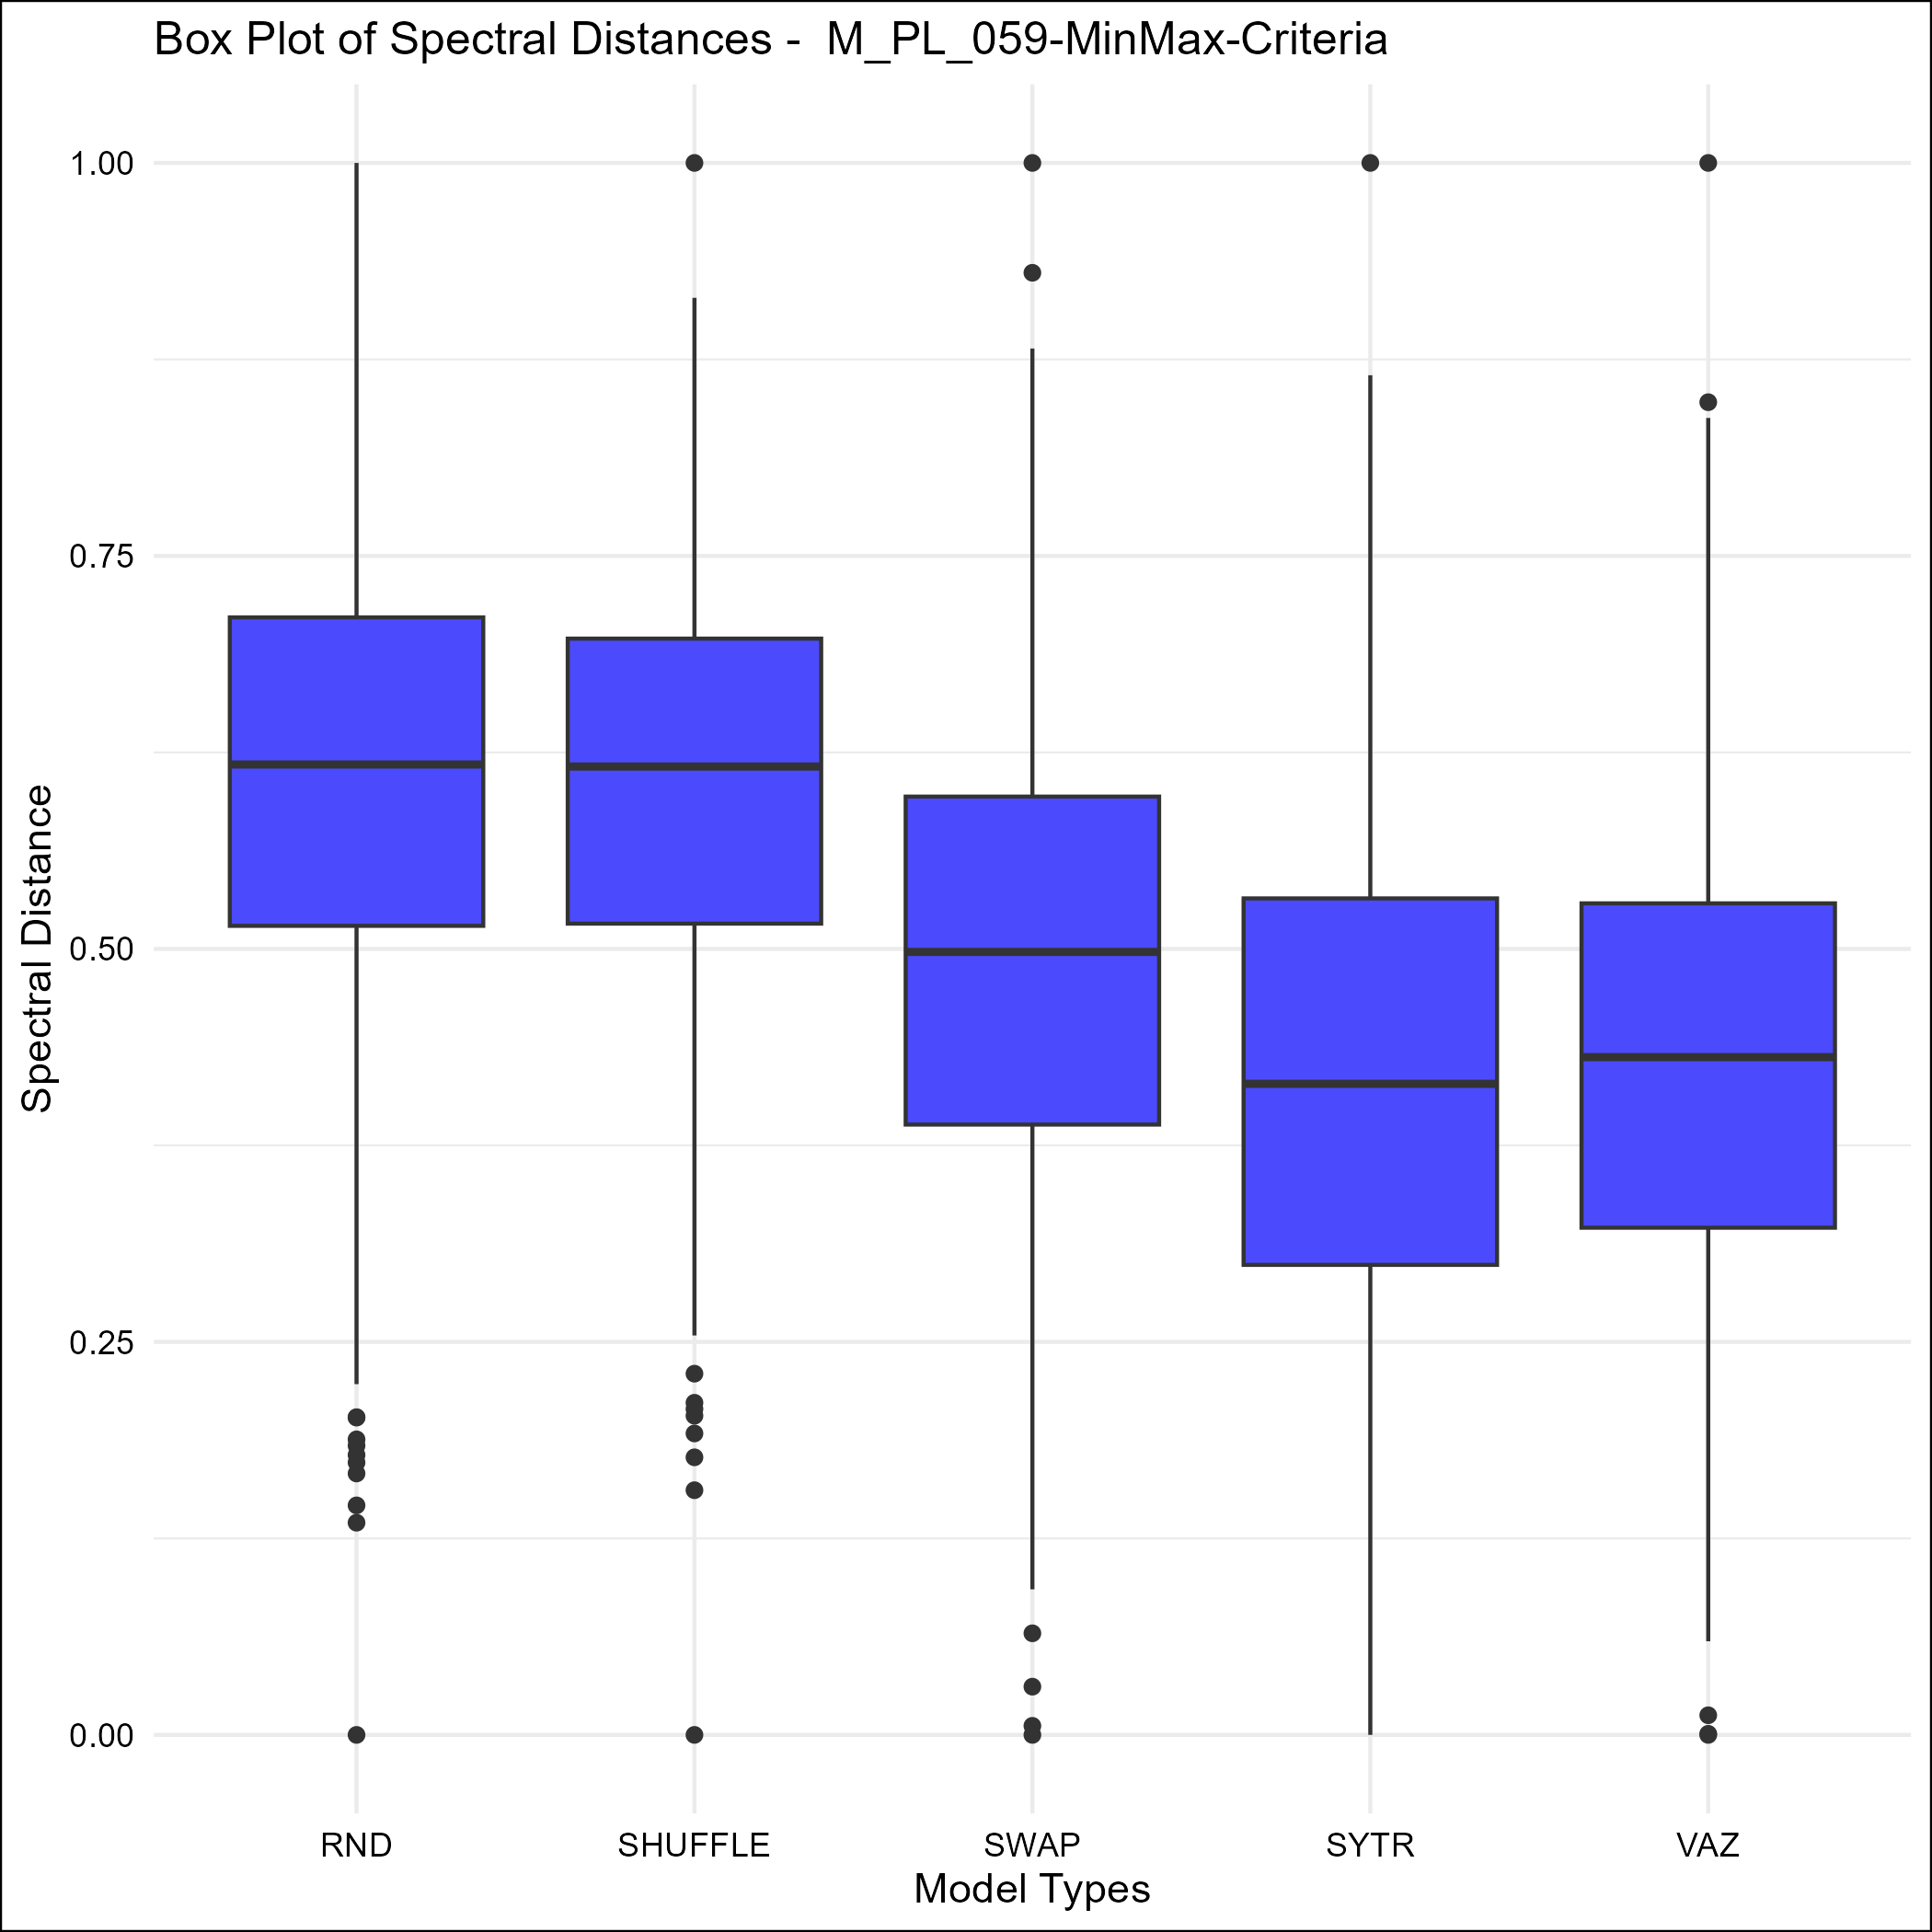 Box Plot of Spectral Distances -  M_PL_059-MinMax-Criteria
Spectral Distance
1.00
0.75
0.50
0.25
0.00
RND SHUFFLE SWAP SYTR VAZ
Model Types